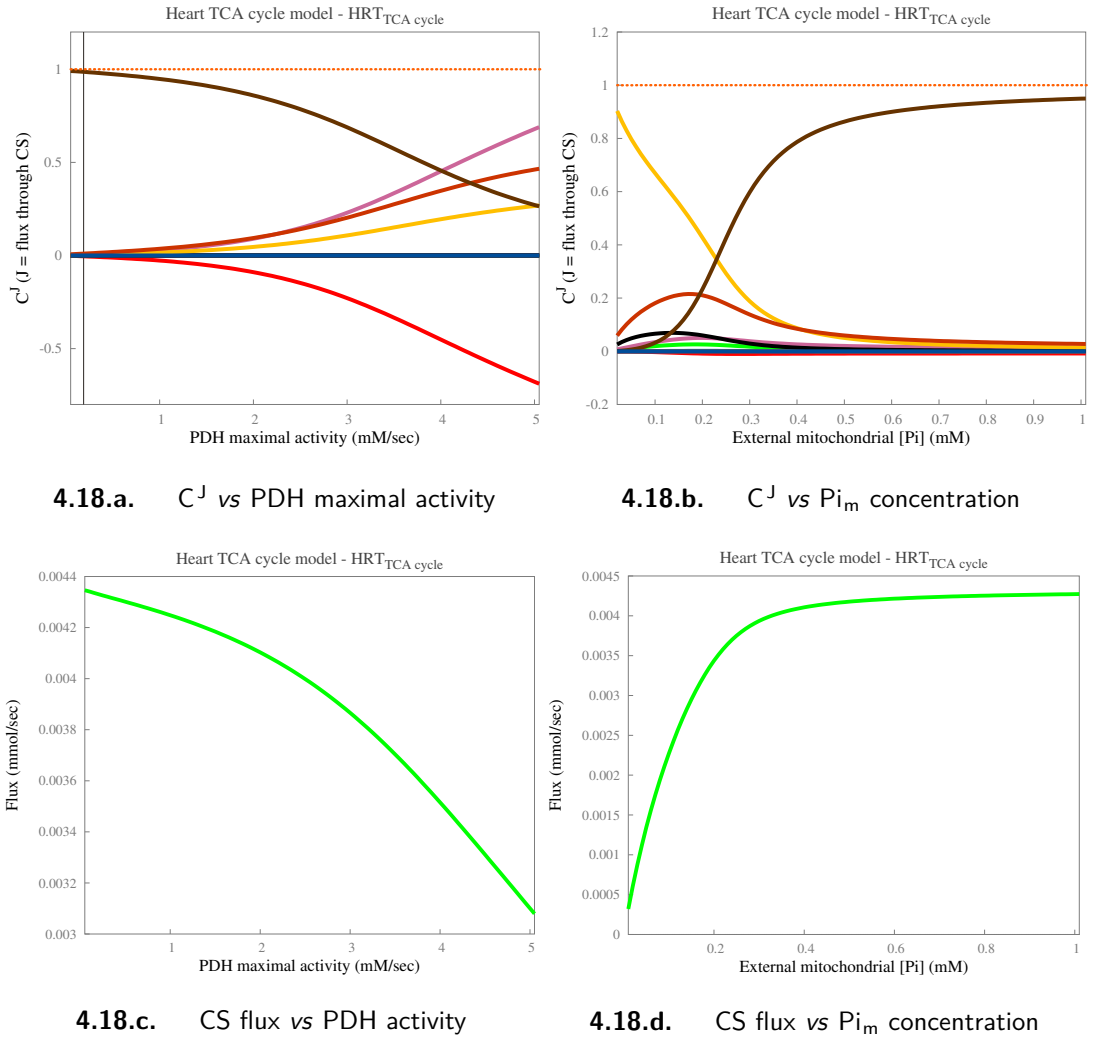 Heart TCA cycle model - HRT_TCA cycle
1
0.5
0
-0.5
C^J (J = flux through CS)
1 2 3 4 5
PDH maximal activity (mM/sec)
4.18.a. C^J vs PDH maximal activity
Heart TCA cycle model - HRT_TCA cycle
1.2
1
0.8
0.6
0.4
0.2
0
-0.2
C^J (J = flux through CS)
0.1 0.2 0.3 0.4 0.5 0.6 0.7 0.8 0.9 1
External mitochondrial [Pi] (mM)
4.18.b. C^J vs Pi_m concentration
Heart TCA cycle model - HRT_TCA cycle
0.0044
0.0042
0.004
0.0038
0.0036
0.0034
0.0032
0.003
Flux (mmol/sec)
1 2 3 4 5
PDH maximal activity (mM/sec)
4.18.c. CS flux vs PDH activity
Heart TCA cycle model - HRT_TCA cycle
0.0045
0.004
0.0035
0.003
0.0025
0.002
0.0015
0.001
0.0005
0
Flux (mmol/sec)
0.2 0.4 0.6 0.8 1
External mitochondrial [Pi] (mM)
4.18.d. CS flux vs Pi_m concentration